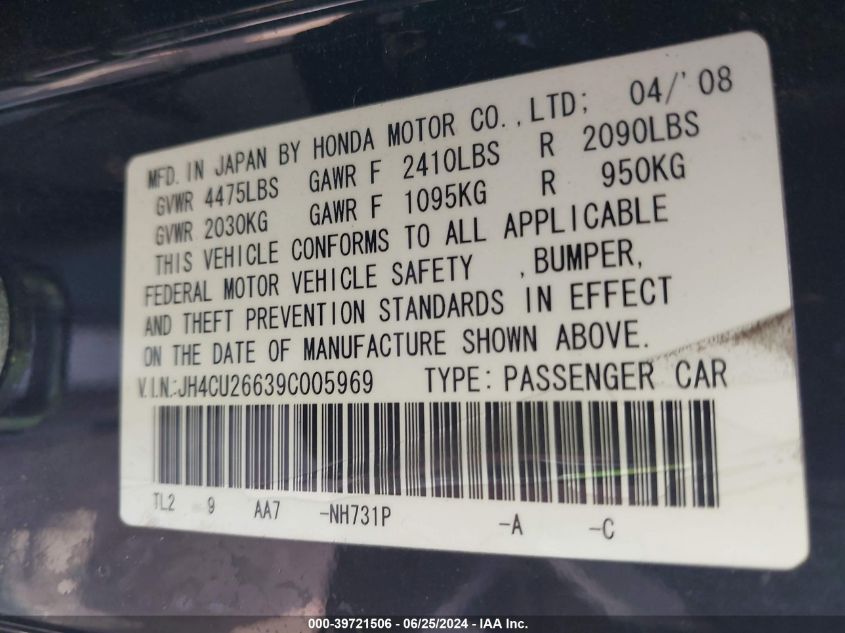 MFD. IN JAPAN BY HONDA MOTOR CO.,LTD; 04/'08
GVWR 4475LBS GAWR F 2410LBS R 2090LBS
GVWR 2030KG GAWR F 1095KG R 950KG
THIS VEHICLE CONFORMS TO ALL APPLICABLE
FEDERAL MOTOR VEHICLE SAFETY ,BUMPER,
AND THEFT PREVENTION STANDARDS IN EFFECT
ON THE DATE OF MANUFACTURE SHOWN ABOVE.
V.I.N.:JH4CU26639C005969 TYPE: PASSENGER CAR
TL2 9 AA7 -NH731P -A -C
000-39721506 - 06/25/2024 - IAA Inc.